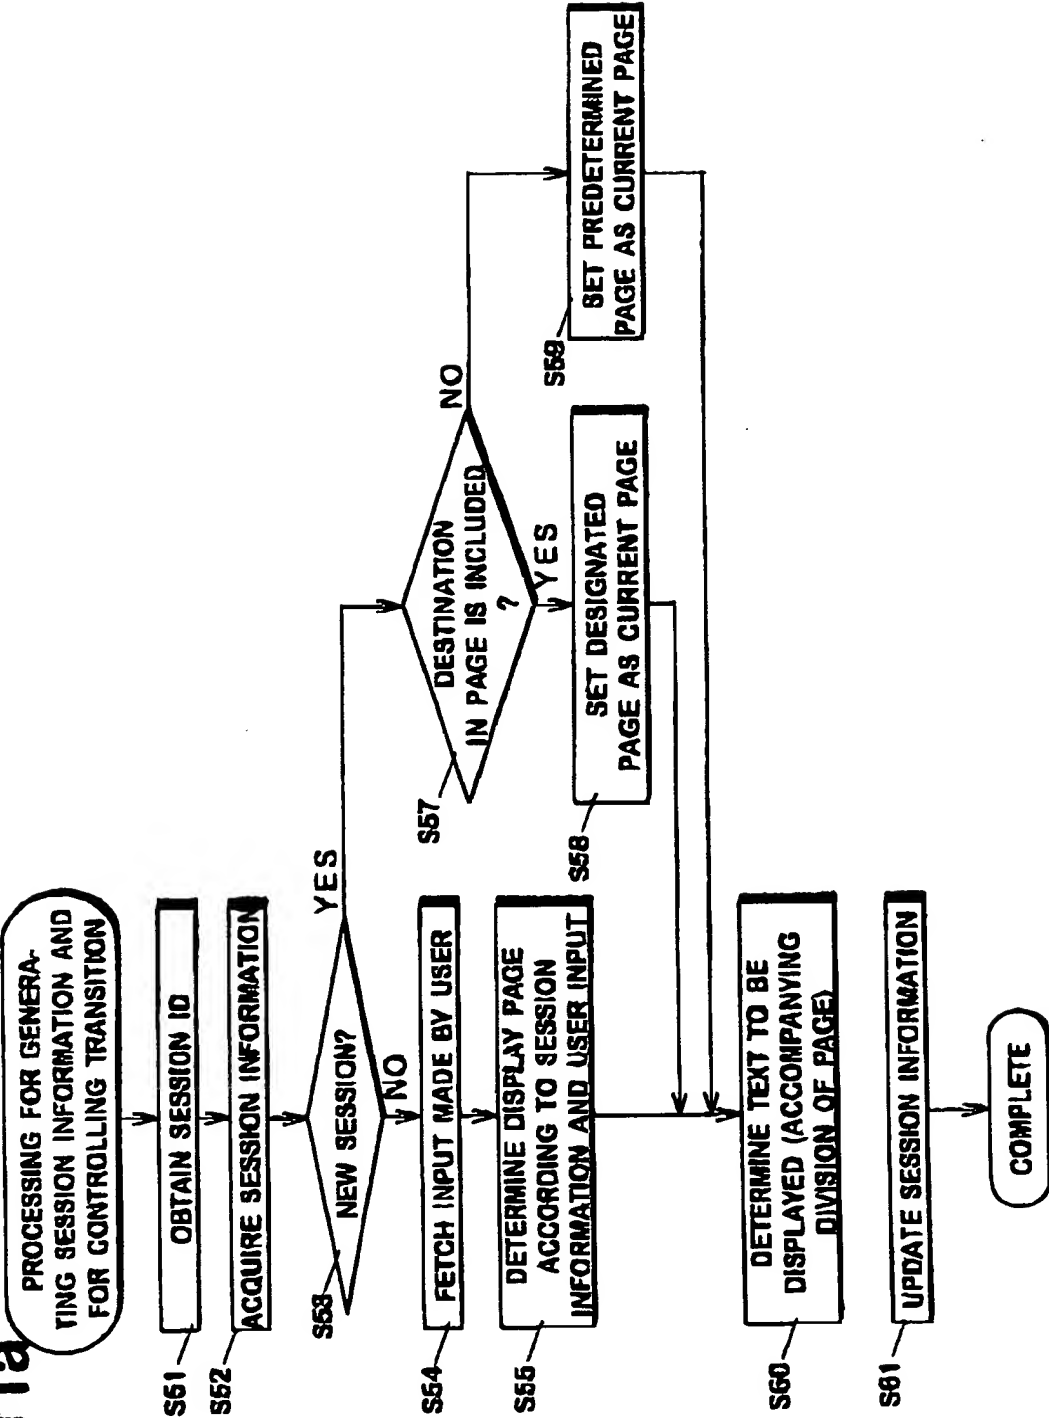 PROCESSING FOR GENERA-
TING SESSION INFORMATION AND
FOR CONTROLLING TRANSITION
S51
OBTAIN SESSION ID
S52
ACQUIRE SESSION INFORMATION
S53
NEW SESSION?
YES
NO
S54
FETCH INPUT MADE BY USER
S55
DETERMINE DISPLAY PAGE
ACCORDING TO SESSION
INFORMATION AND USER INPUT
S57
DESTINATION
IN PAGE IS INCLUDED
?
NO
YES
S58
SET DESIGNATED
PAGE AS CURRENT PAGE
S59
SET PREDETERMINED
PAGE AS CURRENT PAGE
S60
DETERMINE TEXT TO BE
DISPLAYED (ACCOMPANYING
DIVISION OF PAGE)
S61
UPDATE SESSION INFORMATION
COMPLETE